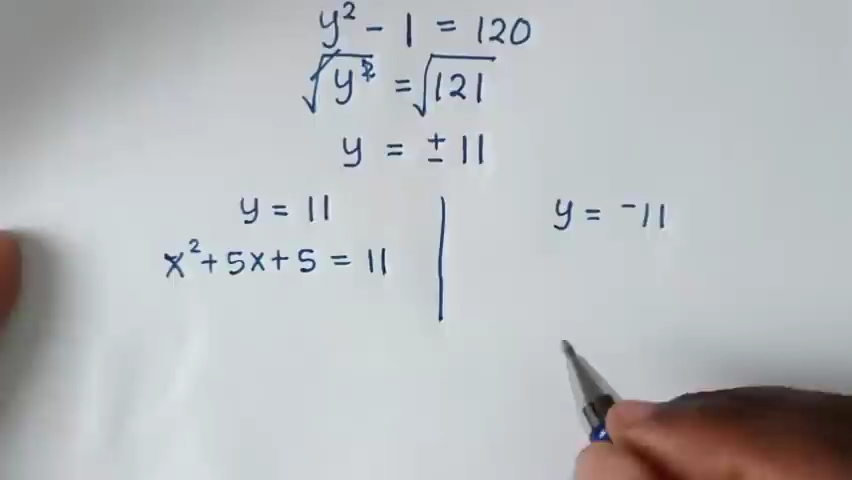 y² - 1 = 120
√y² = √121
y = ± 11
y = 11
x² + 5x + 5 = 11
y = -11